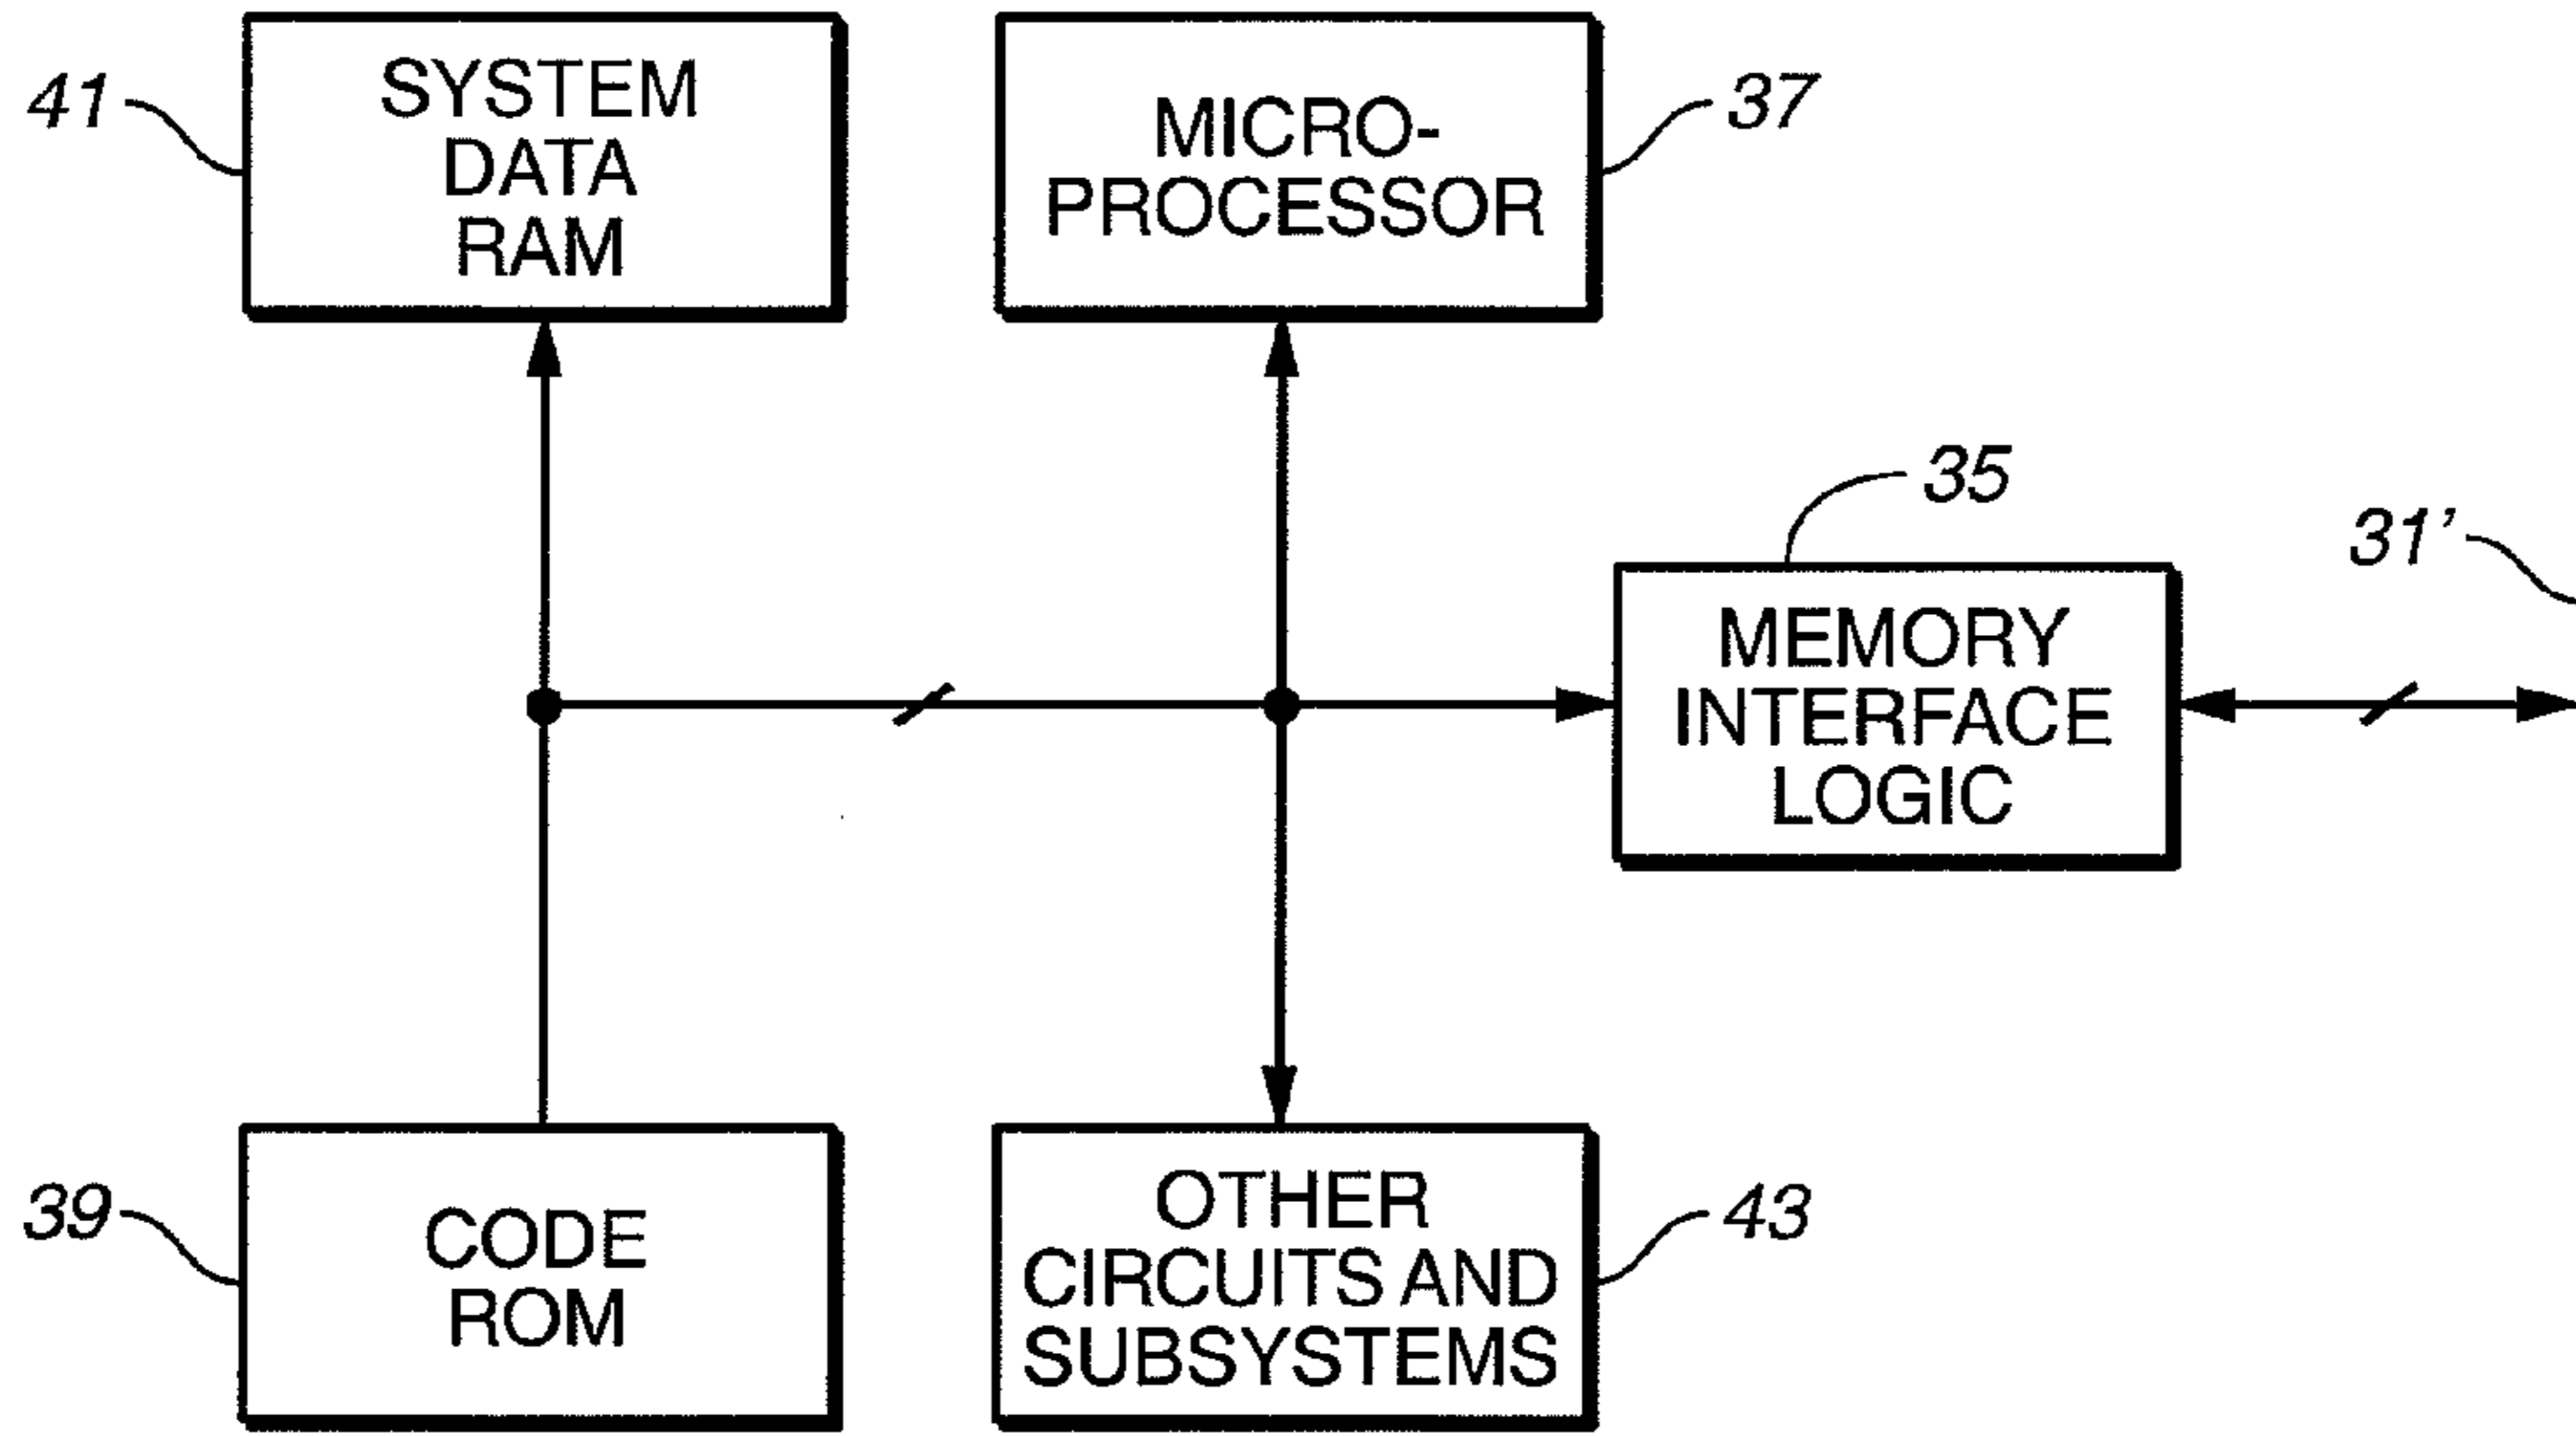 41
SYSTEM
DATA
RAM
MICRO-
PROCESSOR
37
35
31’
MEMORY
INTERFACE
LOGIC
39
CODE
ROM
OTHER
CIRCUITS AND
SUBSYSTEMS
43